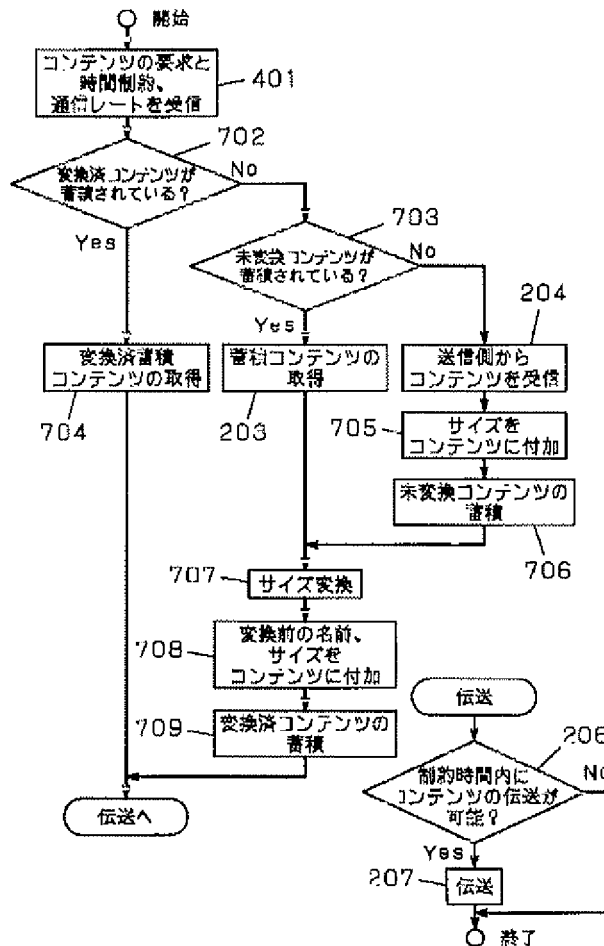 開始
コンテンツの要求と
時間制約、
通信レートを受信
401
702
変換済コンテンツが
蓄積されている?
No
Yes
703
未変換コンテンツが
蓄積されている?
No
Yes
204
変換済蓄積
コンテンツの取得
704
蓄積コンテンツの
取得
203
送信側から
コンテンツを受信
705
サイズを
コンテンツに付加
未変換コンテンツの
蓄積
706
707
サイズ変換
708
変換前の名前、
サイズを
コンテンツに付加
709
変換済コンテンツの
蓄積
伝送へ
伝送
206
制約時間内に
コンテンツの伝送が
可能?
No
Yes
207
伝送
終了